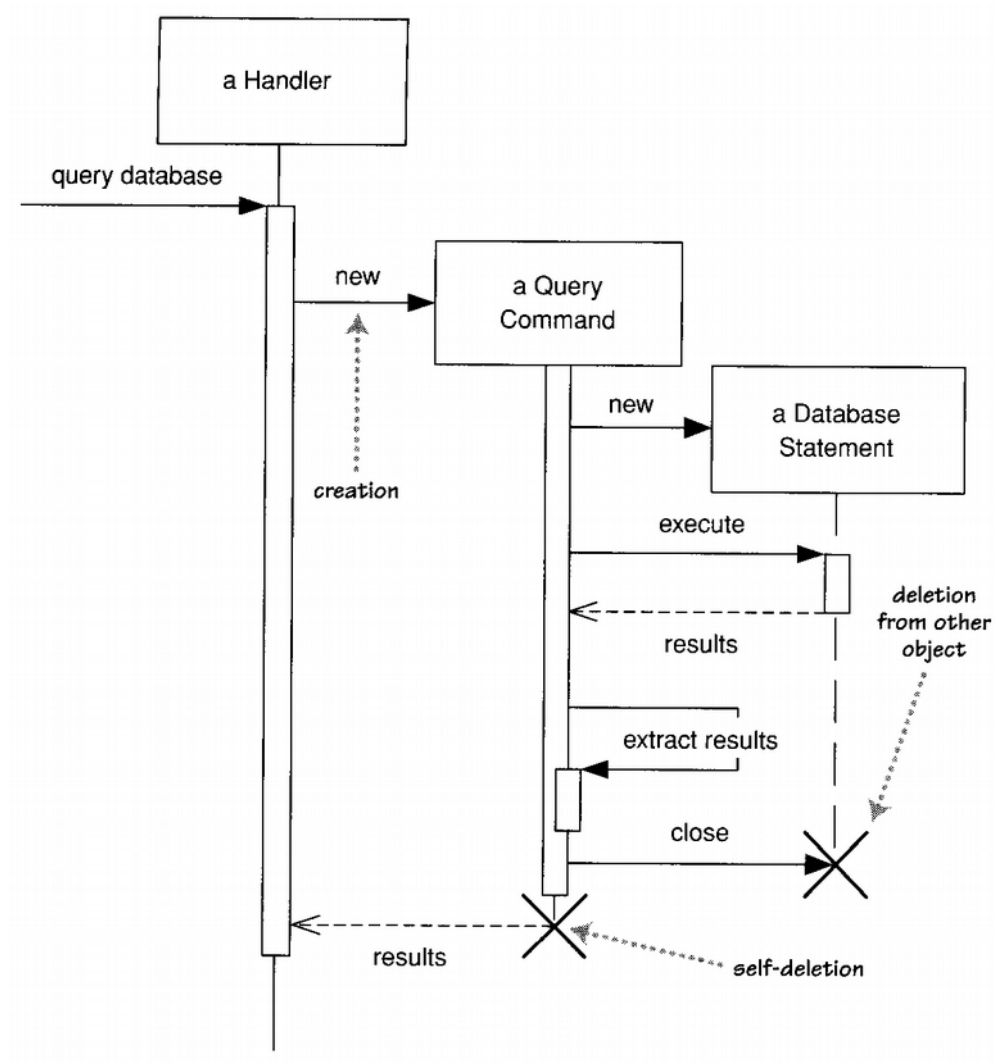 a Handler
query database
new
a Query
Command
new
a Database
Statement
creation
execute
deletion
from other
object
results
extract results
close
results
self-deletion